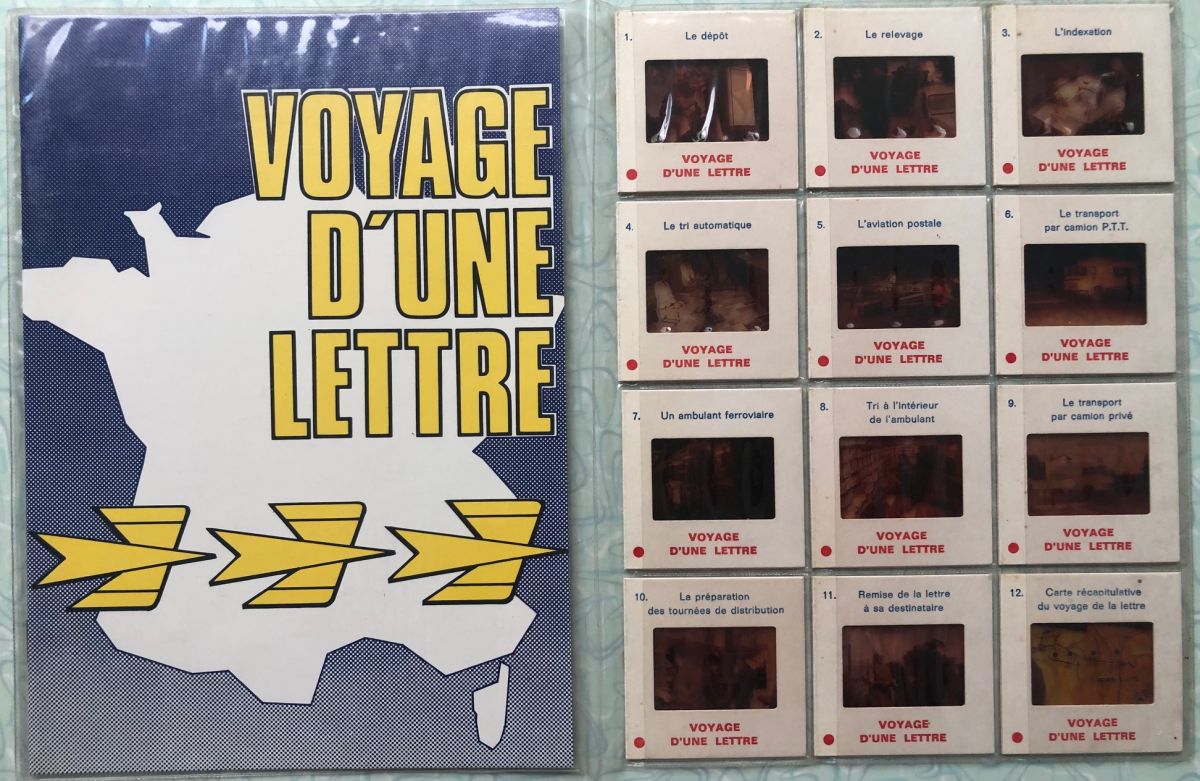 VOYAGE
D'UNE
LETTRE
1. Le dépôt
VOYAGE
D'UNE LETTRE
2. Le relevage
VOYAGE
D'UNE LETTRE
3. L'indexation
VOYAGE
D'UNE LETTRE
4. Le tri automatique
VOYAGE
D'UNE LETTRE
5. L'aviation postale
VOYAGE
D'UNE LETTRE
6. Le transport
par camion P.T.T.
VOYAGE
D'UNE LETTRE
7. Un ambulant ferroviaire
VOYAGE
D'UNE LETTRE
8. Tri à l'intérieur
de l'ambulant
VOYAGE
D'UNE LETTRE
9. Le transport
par camion privé
VOYAGE
D'UNE LETTRE
10. La préparation
des tournées de distribution
VOYAGE
D'UNE LETTRE
11. Remise de la lettre
à sa destinataire
VOYAGE
D'UNE LETTRE
12. Carte récapitulative
du voyage de la lettre
VOYAGE
D'UNE LETTRE